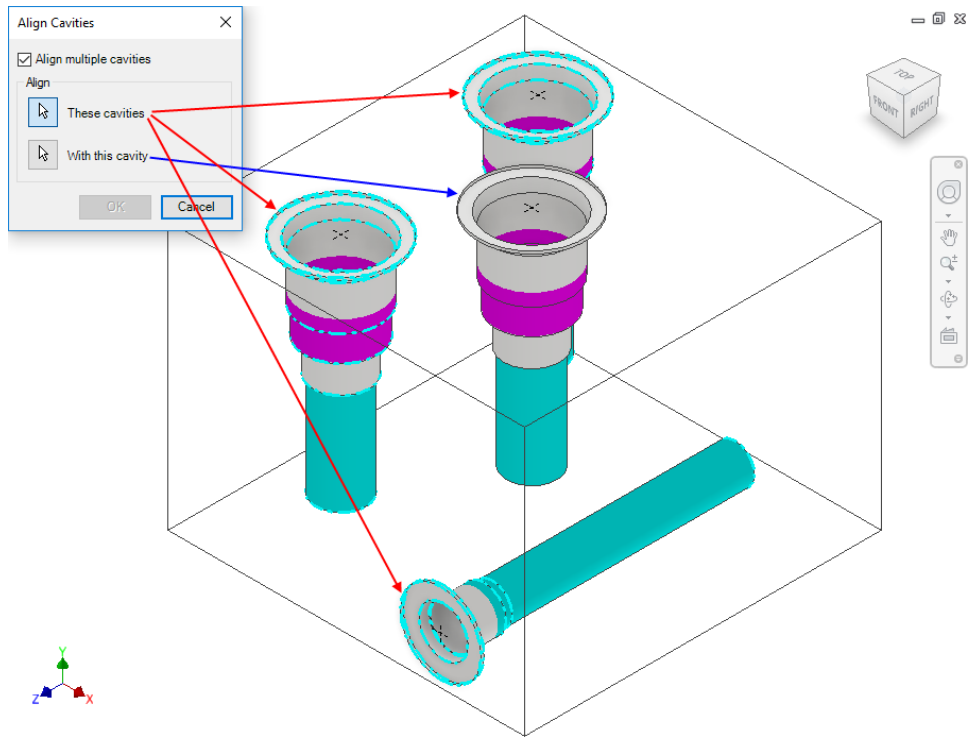 Align Cavities
Align multiple cavities
Align
These cavities
With this cavity
OK
Cancel
TOP
FRONT
RIGHT
Y
Z
X